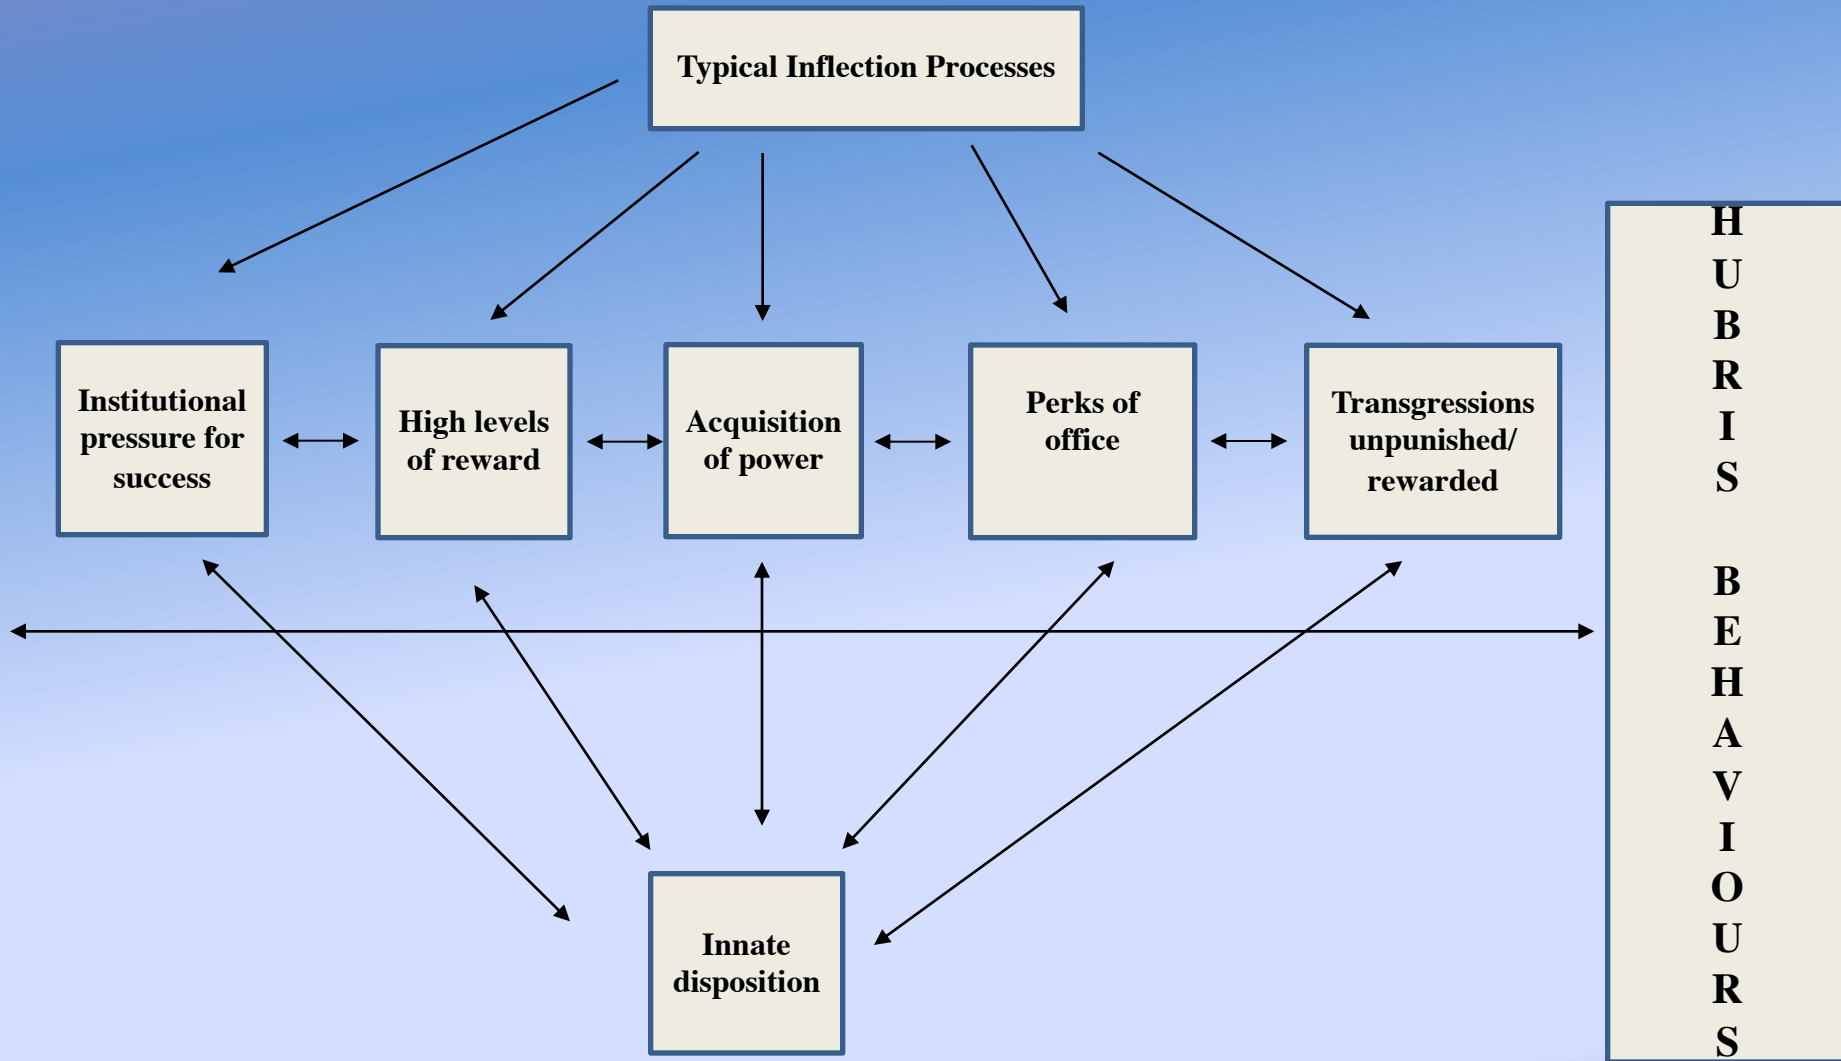 Typical Inflection Processes
Institutional
pressure for
success
High levels
of reward
Acquisition
of power
Perks of
office
Transgressions
unpunished/
rewarded
Innate
disposition
H
U
B
R
I
S
B
E
H
A
V
I
O
U
R
S